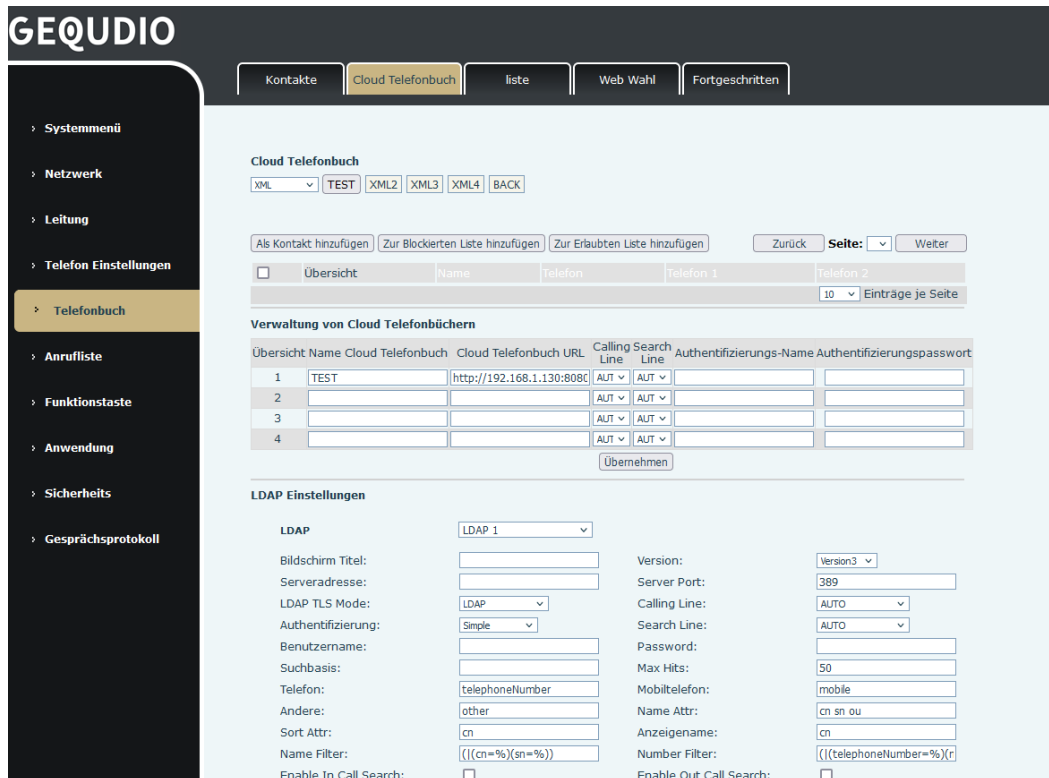 GEQUDIO
Kontakte Cloud Telefonbuch liste Web Wahl Fortgeschritten
› Systemmenü
› Netzwerk
› Leitung
› Telefon Einstellungen
› Telefonbuch
› Anrufliste
› Funktionstaste
› Anwendung
› Sicherheits
› Gesprächsprotokoll
Cloud Telefonbuch
XML TEST XML2 XML3 XML4 BACK
Als Kontakt hinzufügen Zur Blockierten Liste hinzufügen Zur Erlaubten Liste hinzufügen Zurück Seite: Weiter
Übersicht Name Telefon Telefon 1 Telefon 2
10 Einträge je Seite
Verwaltung von Cloud Telefonbüchern
Übersicht Name Cloud Telefonbuch Cloud Telefonbuch URL Calling Line Search Line Authentifizierungs-Name Authentifizierungspasswort
1 TEST http://192.168.1.130:8080 AUT AUT
2 AUT AUT
3 AUT AUT
4 AUT AUT
Übernehmen
LDAP Einstellungen
LDAP LDAP 1
Bildschirm Titel: Version: Version3
Serveradresse: Server Port: 389
LDAP TLS Mode: LDAP Calling Line: AUTO
Authentifizierung: Simple Search Line: AUTO
Benutzername: Password:
Suchbasis: Max Hits: 50
Telefon: telephoneNumber Mobiltelefon: mobile
Andere: other Name Attr: cn sn ou
Sort Attr: cn Anzeigename: cn
Name Filter: (|(cn=%)(sn=%)) Number Filter: (|(telephoneNumber=%)(r
Enable In Call Search: Enable Out Call Search: